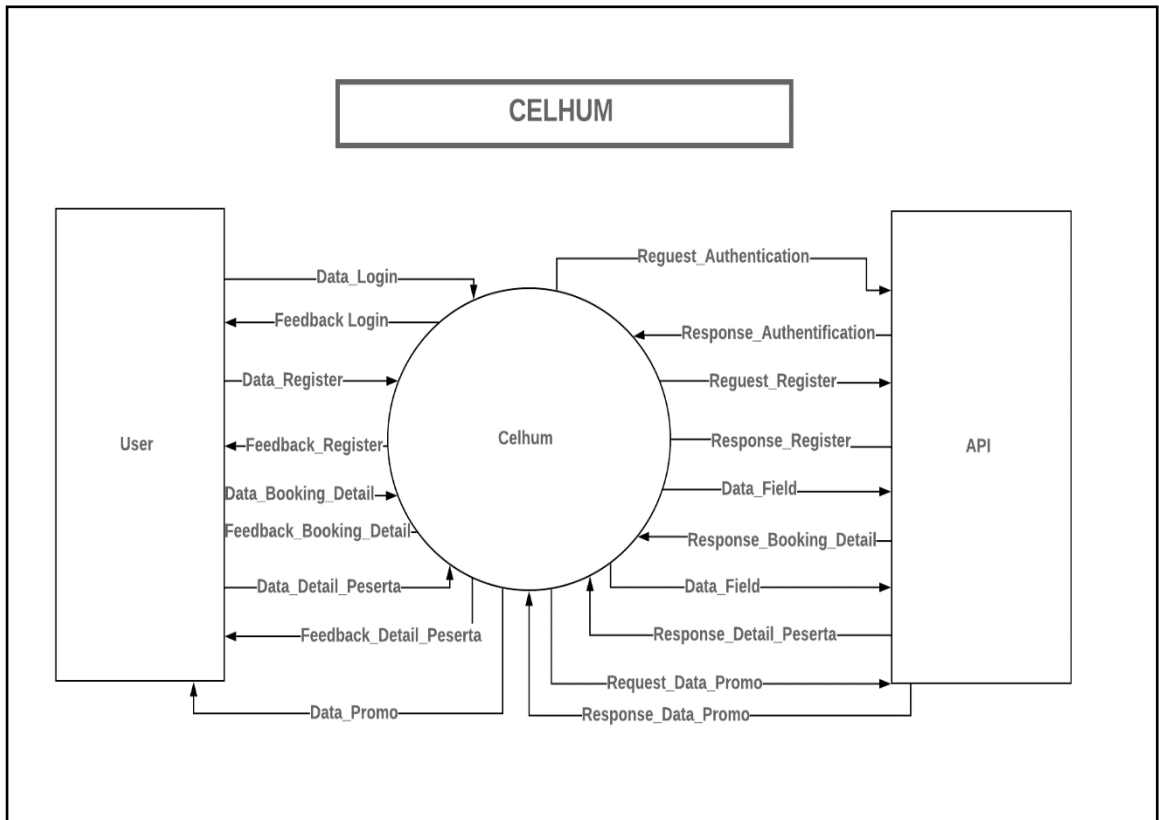 CELHUM
User
Data_Login
Feedback Login
Data_Register
Feedback_Register
Data_Booking_Detail
Feedback_Booking_Detail
Data_Detail_Peserta
Feedback_Detail_Peserta
Data_Promo
Celhum
Reguest_Authentication
Response_Authentification
Reguest_Register
Response_Register
Data_Field
Response_Booking_Detail
Data_Field
Response_Detail_Peserta
Request_Data_Promo
Response_Data_Promo
API